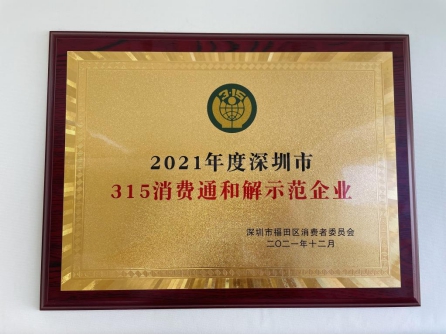 315
2021年度深圳市
315消费通和解示范企业
深圳市福田区消费者委员会
二〇二一年十二月